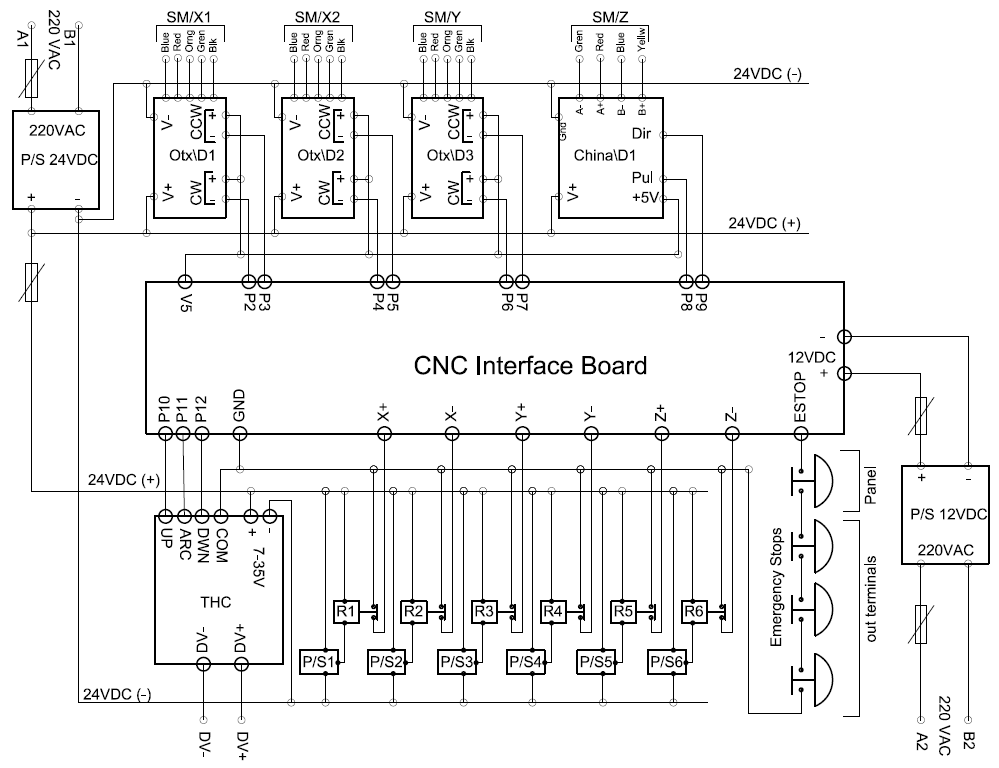 SM/X1
SM/X2
SM/Y
SM/Z
A1
220 VAC
B1
Blue
Red
Orng
Gren
Blk
Blue
Red
Orng
Gren
Blk
Blue
Red
Orng
Gren
Blk
Gren
Red
Blue
Yellw
24VDC (-)
220VAC
P/S 24VDC
+
-
V-
CCW
+
-
Otx\D1
V+
CW
+
-
V-
CCW
+
-
Otx\D2
V+
CW
+
-
V-
CCW
+
-
Otx\D3
V+
CW
+
-
A-
A+
B-
B+
Gnd
Dir
China\D1
V+
Pul
+5V
24VDC (+)
V5
P2
P3
P4
P5
P6
P7
P8
P9
CNC Interface Board
-
12VDC
+
P10
P11
P12
GND
X+
X-
Y+
Y-
Z+
Z-
ESTOP
24VDC (+)
UP
ARC
DWN
COM
+
-
7-35V
THC
DV-
DV+
R1
R2
R3
R4
R5
R6
P/S1
P/S2
P/S3
P/S4
P/S5
P/S6
24VDC (-)
DV-
DV+
Emergency Stops
Panel
out terminals
+
-
P/S 12VDC
220VAC
A2
220 VAC
B2